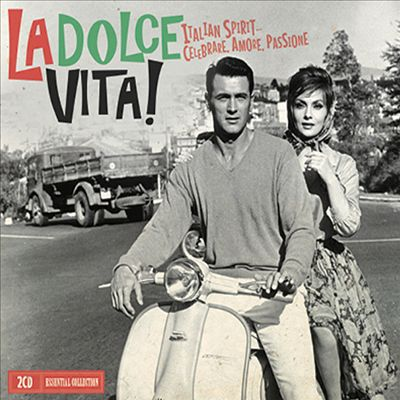 LA DOLCE
VITA!
ITALIAN SPIRIT...
CELEBRARE, AMORE, PASSIONE
2CD ESSENTIAL COLLECTION